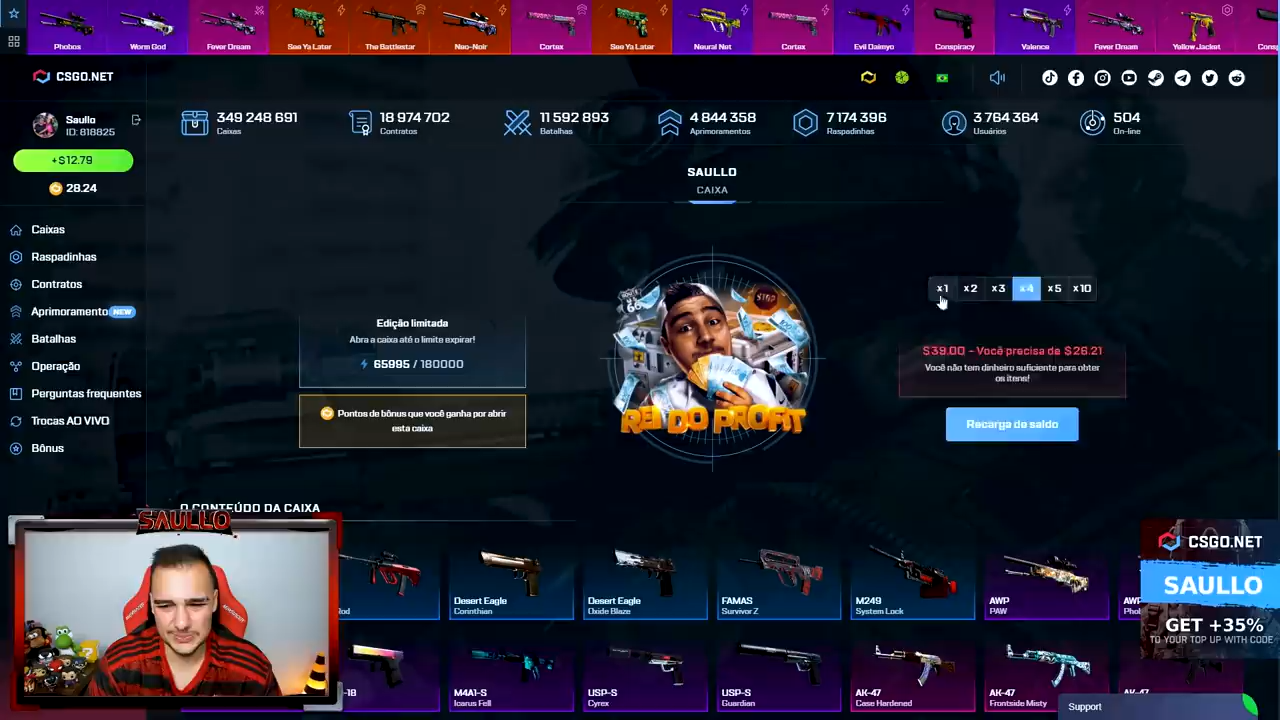 Phobos
Worm God
Fever Dream
See Ya Later
The Battlestar
Neo-Noir
Cortex
See Ya Later
Neural Net
Cortex
Evil Daimyo
Conspiracy
Valence
Fever Dream
Yellow Jacket
CSGO.NET
Saullo
ID: 818825
+$12.79
28.24
349 248 691
Caixas
18 974 702
Contratos
11 592 893
Batalhas
4 844 358
Aprimoramentos
7 174 396
Raspadinhas
3 764 364
Usuários
504
On-line
Caixas
Raspadinhas
Contratos
Aprimoramento NEW
Batalhas
Operação
Perguntas frequentes
Trocas AO VIVO
Bônus
SAULLO
CAIXA
Edição limitada
Abra a caixa até o limite expirar!
65995 / 180000
Pontos de bônus que você ganha por abrir
esta caixa
REI DO PROFIT
x1 x2 x3 x4 x5 x10
$39.00 - Você precisa de $26.21
Você não tem dinheiro suficiente para obter
os itens!
Recarga de saldo
O CONTEÚDO DA CAIXA
SAULLO
Desert Eagle
Corinthian
Desert Eagle
Oxide Blaze
FAMAS
Survivor Z
M249
System Lock
AWP
PAW
M4A1-S
Icarus Fell
USP-S
Cyrex
USP-S
Guardian
AK-47
Case Hardened
AK-47
Frontside Misty
CSGO.NET
SAULLO
GET +35%
TO YOUR TOP UP WITH CODE
Support